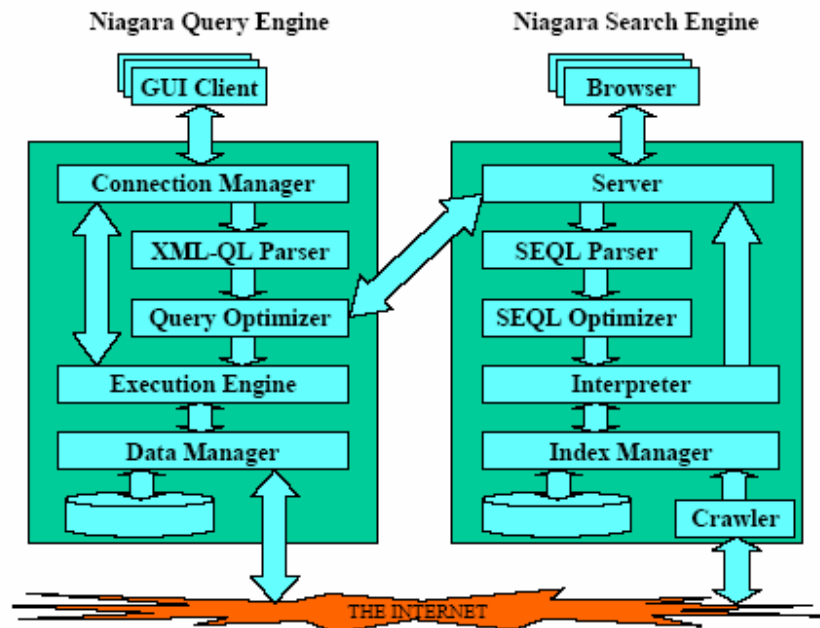 Niagara Query Engine
GUI Client
Connection Manager
XML-QL Parser
Query Optimizer
Execution Engine
Data Manager
Niagara Search Engine
Browser
Server
SEQL Parser
SEQL Optimizer
Interpreter
Index Manager
Crawler
THE INTERNET